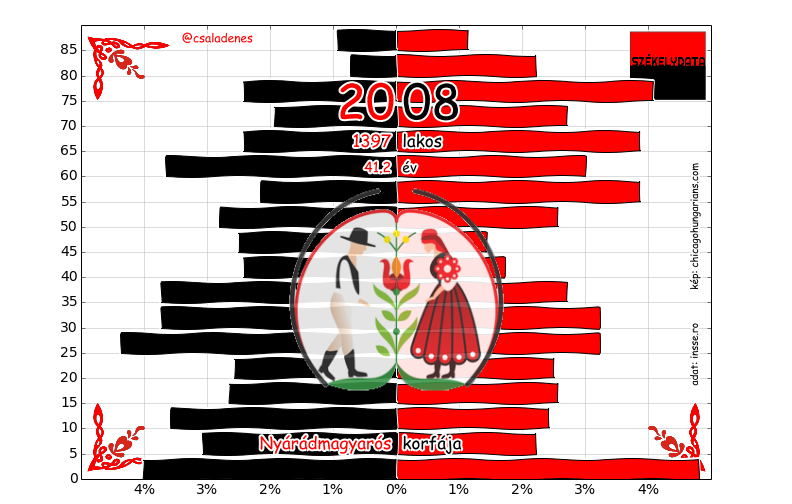 @csaladenes
SZÉKELYDATA
2008
1397 lakos
41,2 év
kép: chicagohungarians.com
adat: insse.ro
Nyárádmagyarós korfája
85
80
75
70
65
60
55
50
45
40
35
30
25
20
15
10
5
0
4% 3% 2% 1% 0% 1% 2% 3% 4%